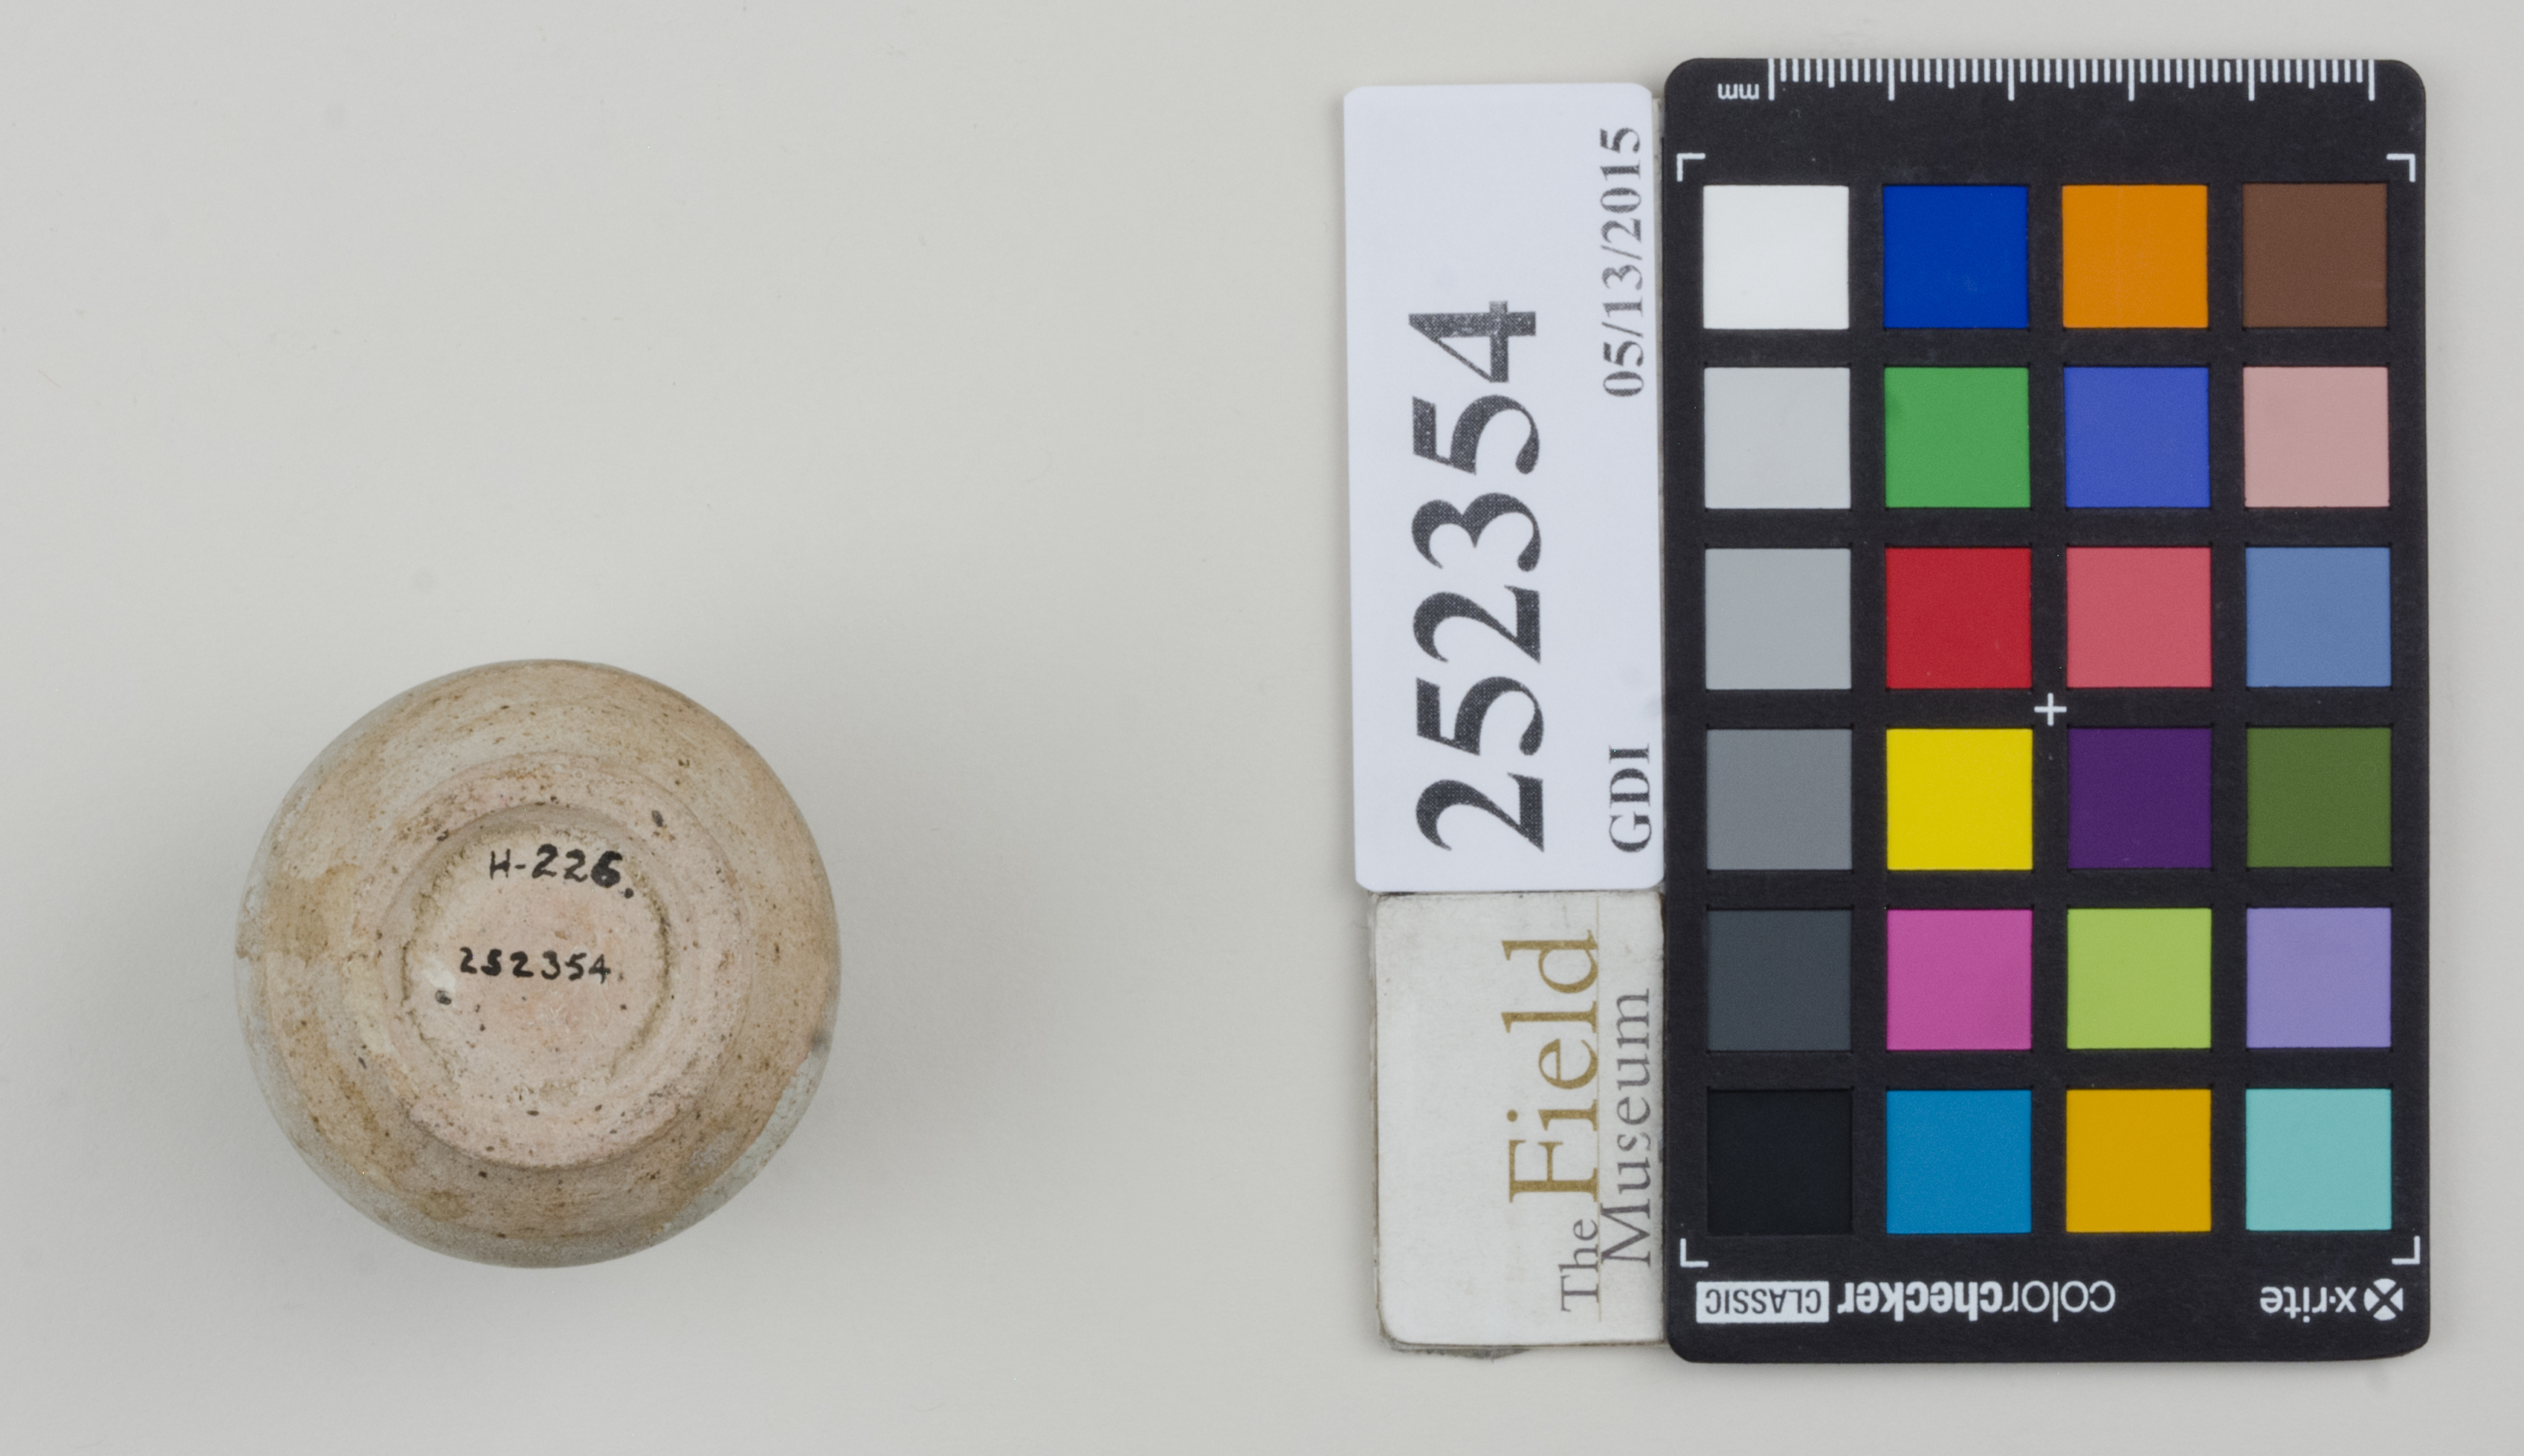 H-226.
252354.
252354
05/13/2015
GDI
The Field
Museum
mm
x·rite
colorchecker CLASSIC